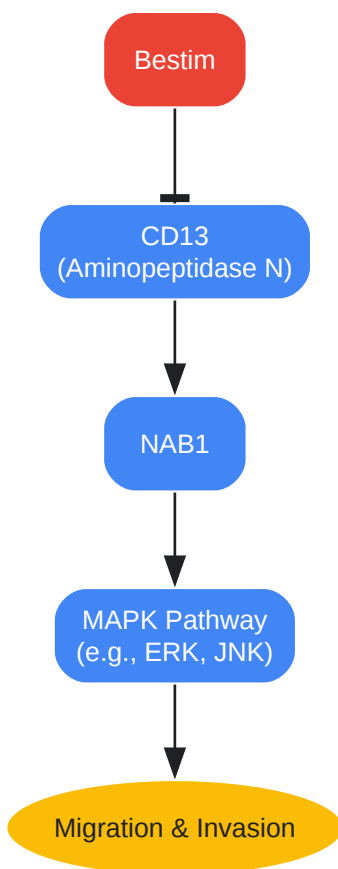 Bestim
CD13
(Aminopeptidase N)
NAB1
MAPK Pathway
(e.g., ERK, JNK)
Migration & Invasion